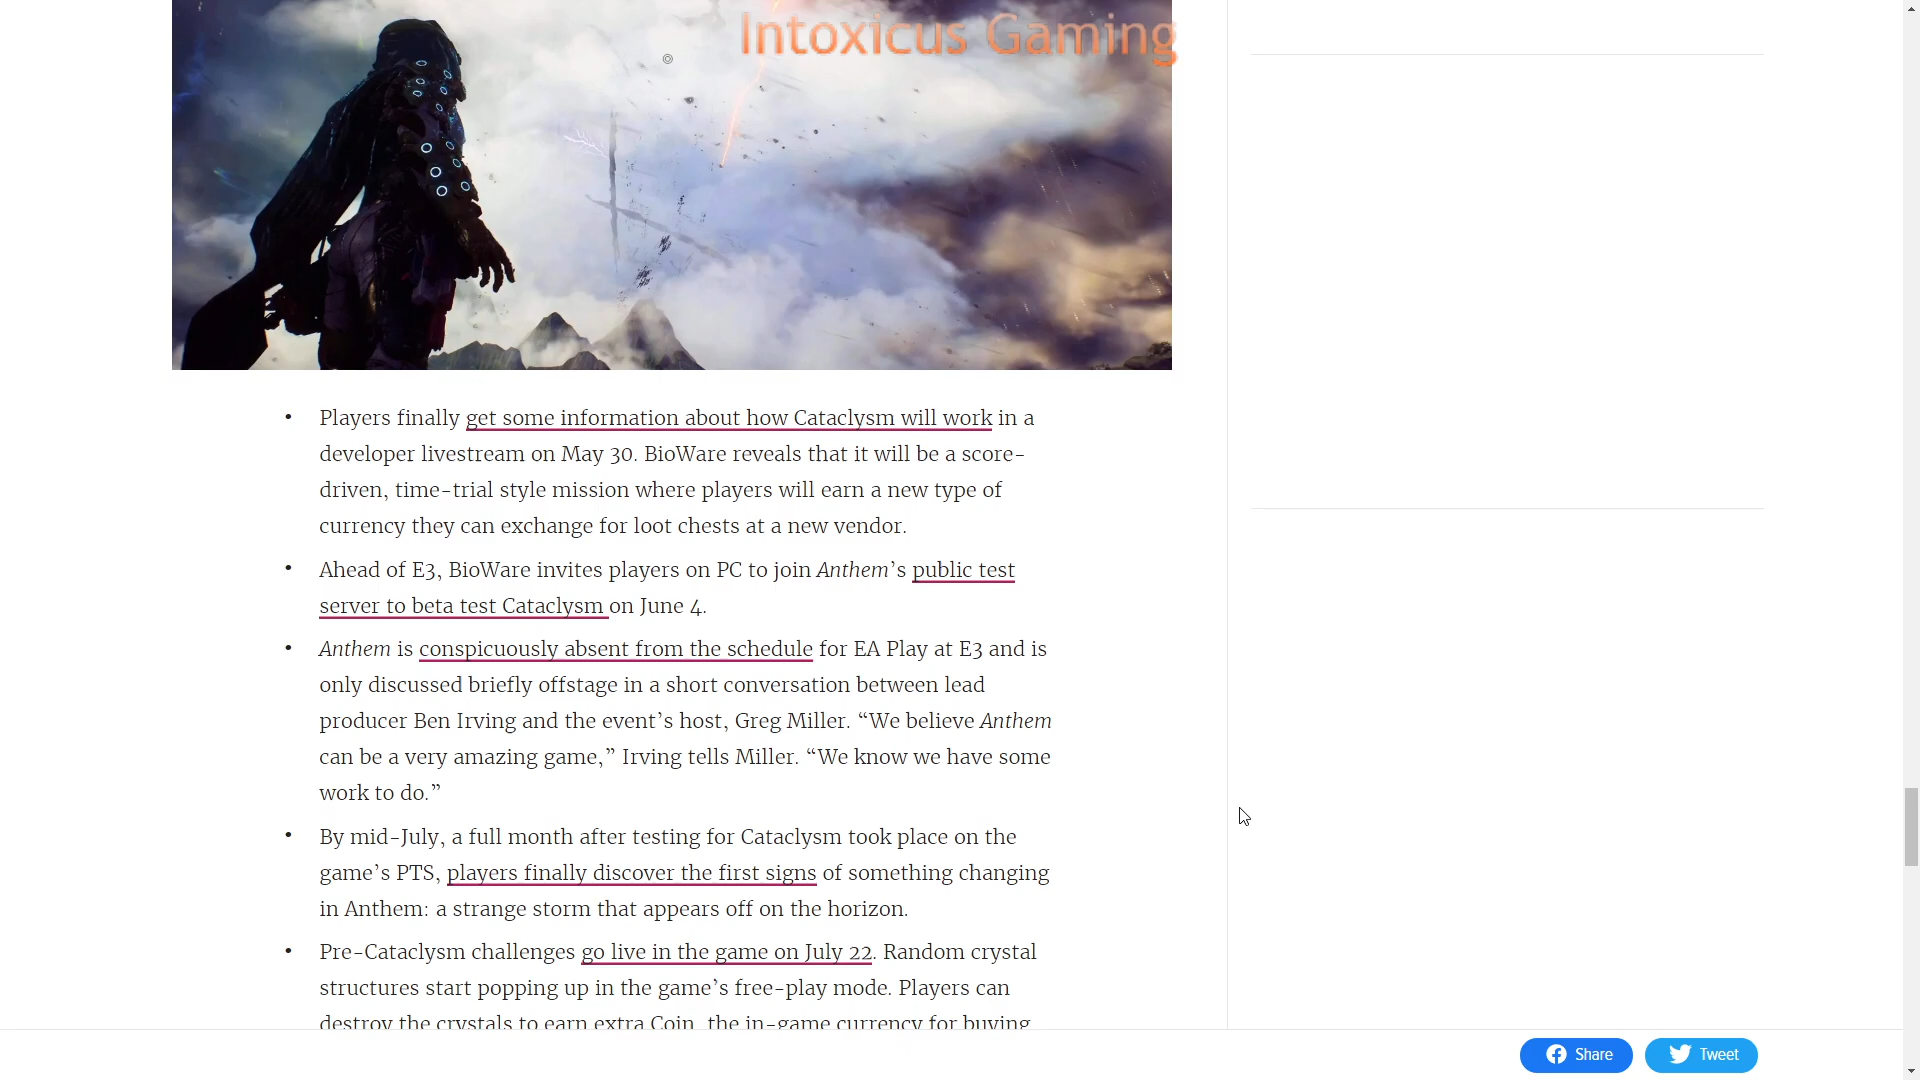 Intoxicus Gaming
• Players finally get some information about how Cataclysm will work in a
developer livestream on May 30. BioWare reveals that it will be a score-
driven, time-trial style mission where players will earn a new type of
currency they can exchange for loot chests at a new vendor.
• Ahead of E3, BioWare invites players on PC to join Anthem’s public test
server to beta test Cataclysm on June 4.
• Anthem is conspicuously absent from the schedule for EA Play at E3 and is
only discussed briefly offstage in a short conversation between lead
producer Ben Irving and the event’s host, Greg Miller. “We believe Anthem
can be a very amazing game,” Irving tells Miller. “We know we have some
work to do.”
• By mid-July, a full month after testing for Cataclysm took place on the
game’s PTS, players finally discover the first signs of something changing
in Anthem: a strange storm that appears off on the horizon.
• Pre-Cataclysm challenges go live in the game on July 22. Random crystal
structures start popping up in the game’s free-play mode. Players can
destroy the crystals to earn extra Coin, the in-game currency for buying
Share
Tweet